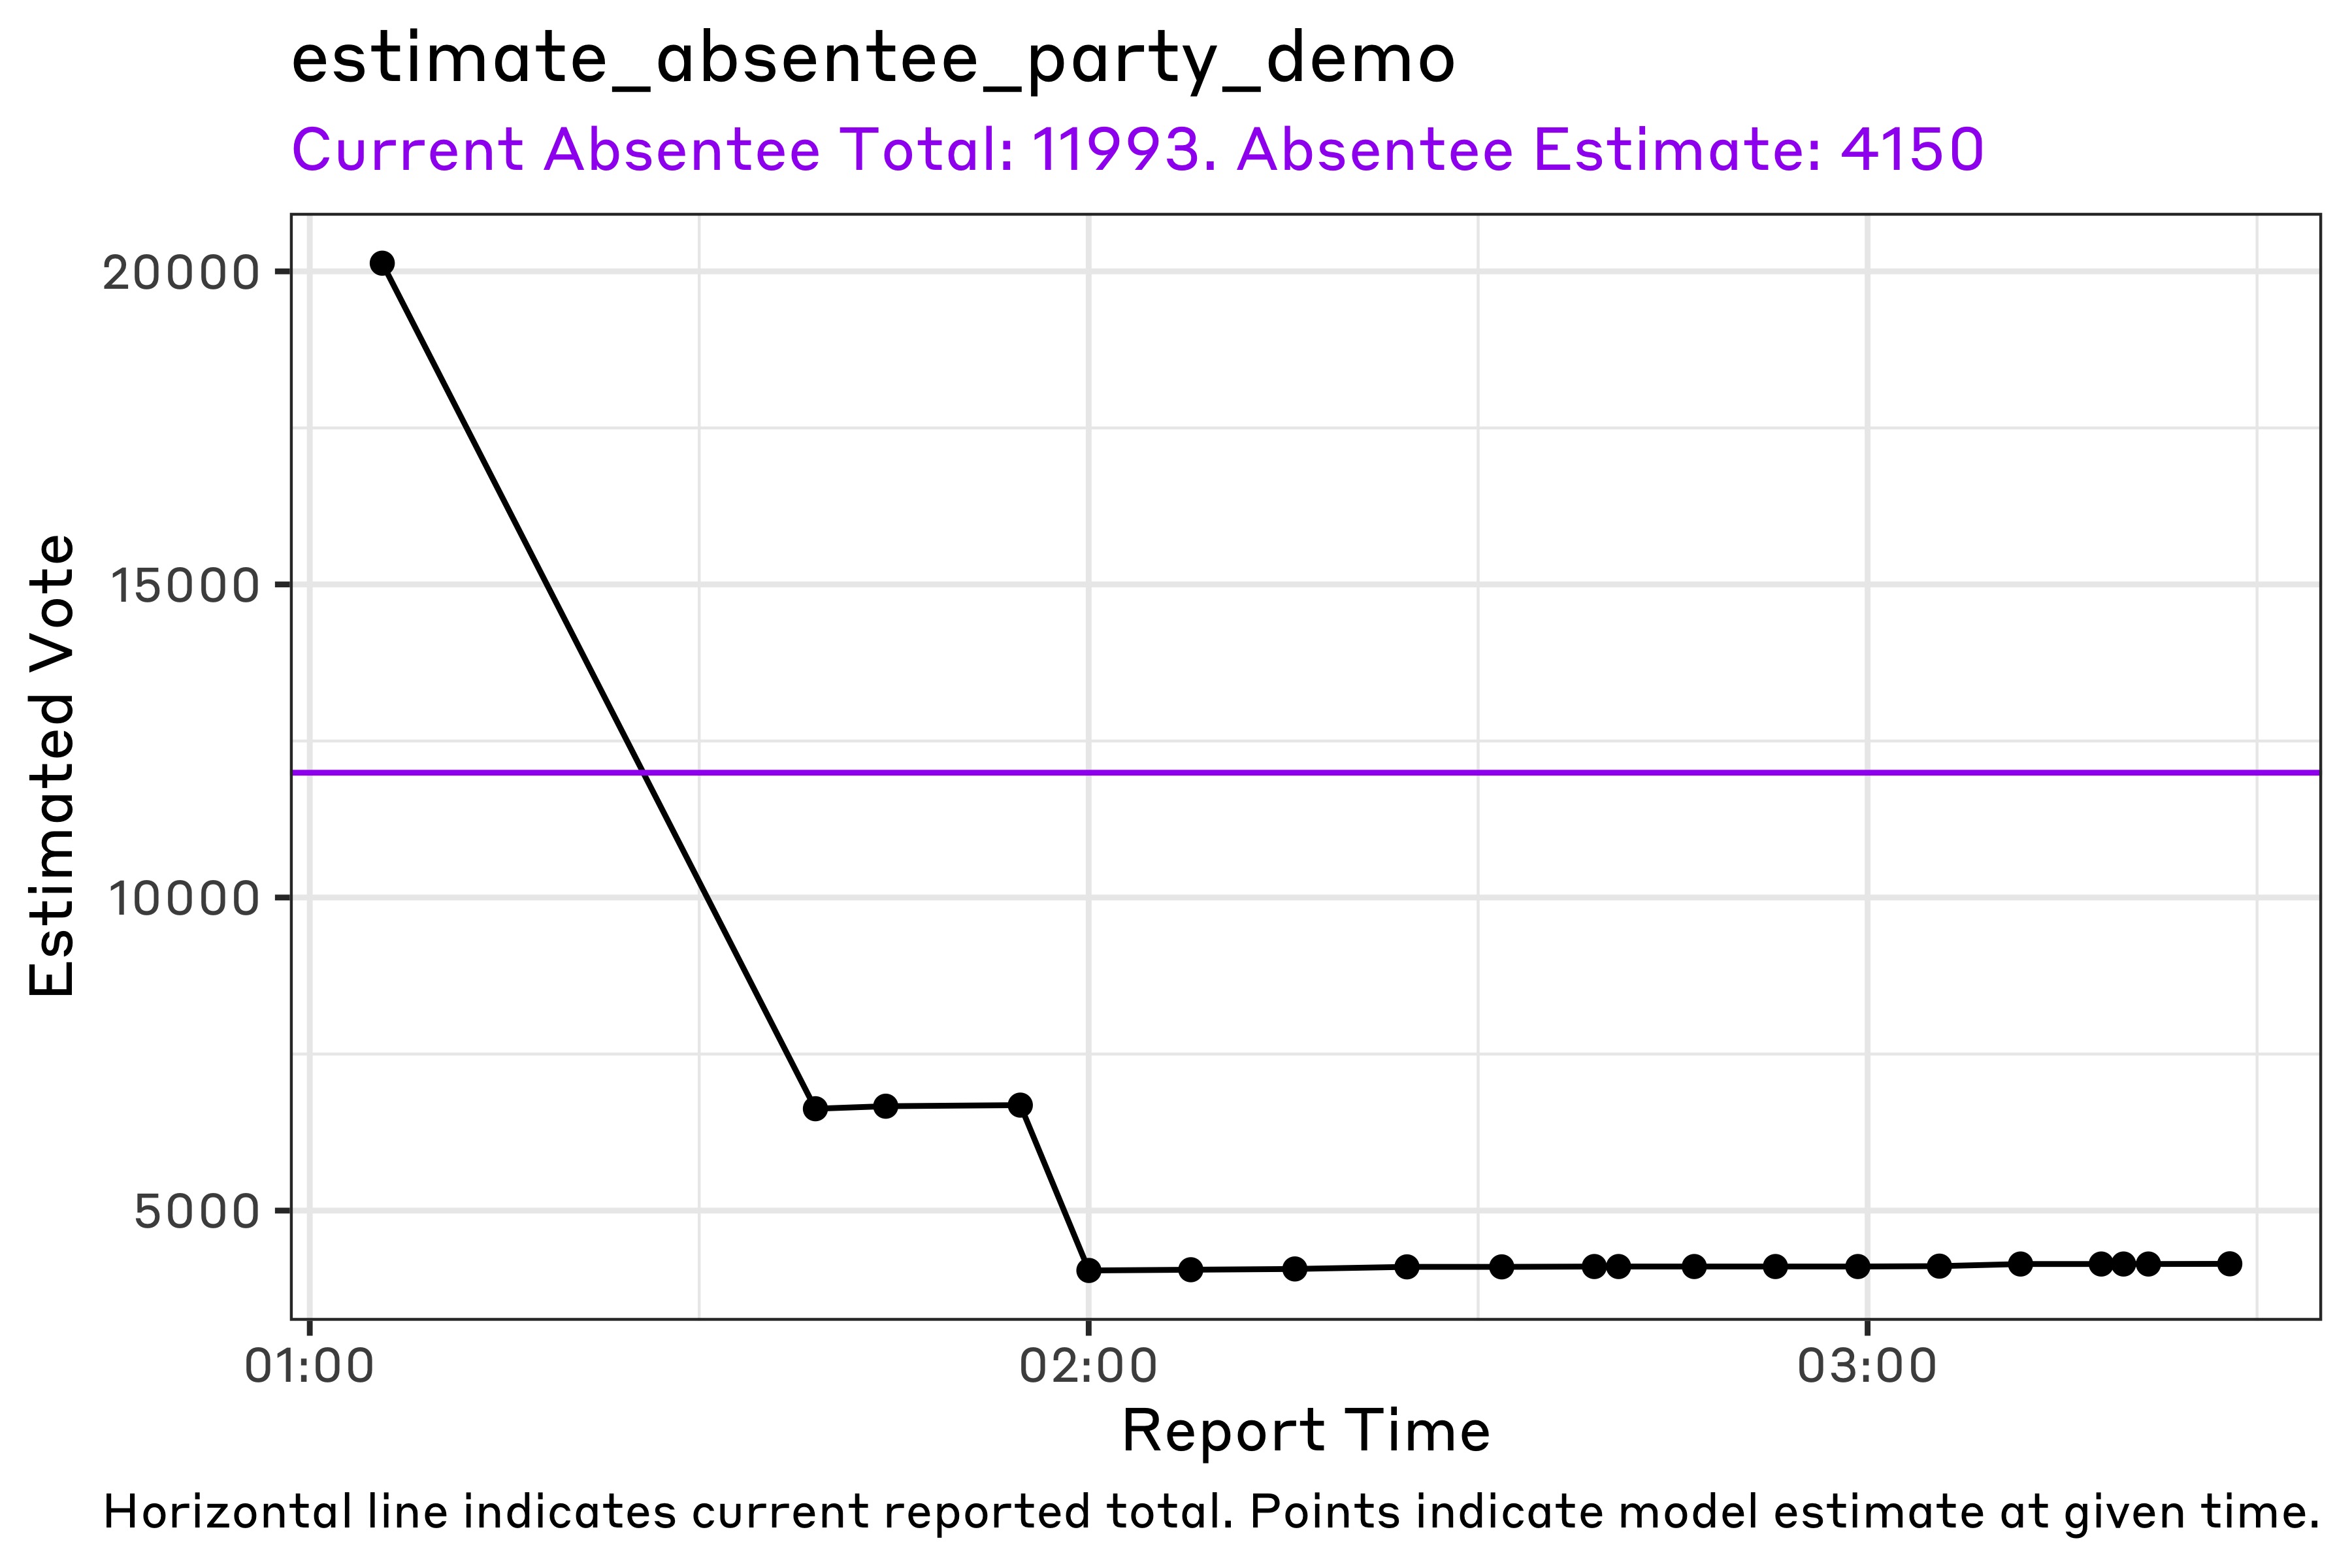 estimate_absentee_party_demo
Current Absentee Total: 11993. Absentee Estimate: 4150
Estimated Vote
20000
15000
10000
5000
01:00 02:00 03:00
Report Time
Horizontal line indicates current reported total. Points indicate model estimate at given time.